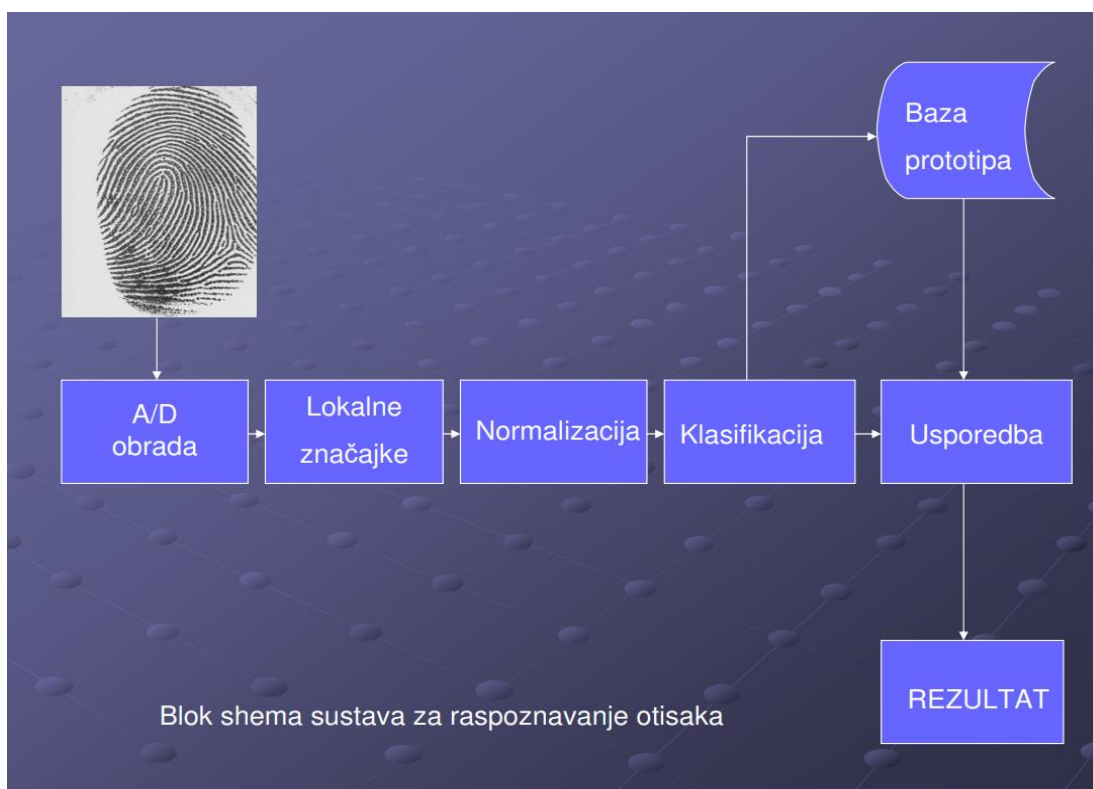 Baza
prototipa
A/D
obrada
Lokalne
značajke
Normalizacija
Klasifikacija
Usporedba
REZULTAT
Blok shema sustava za raspoznavanje otisaka